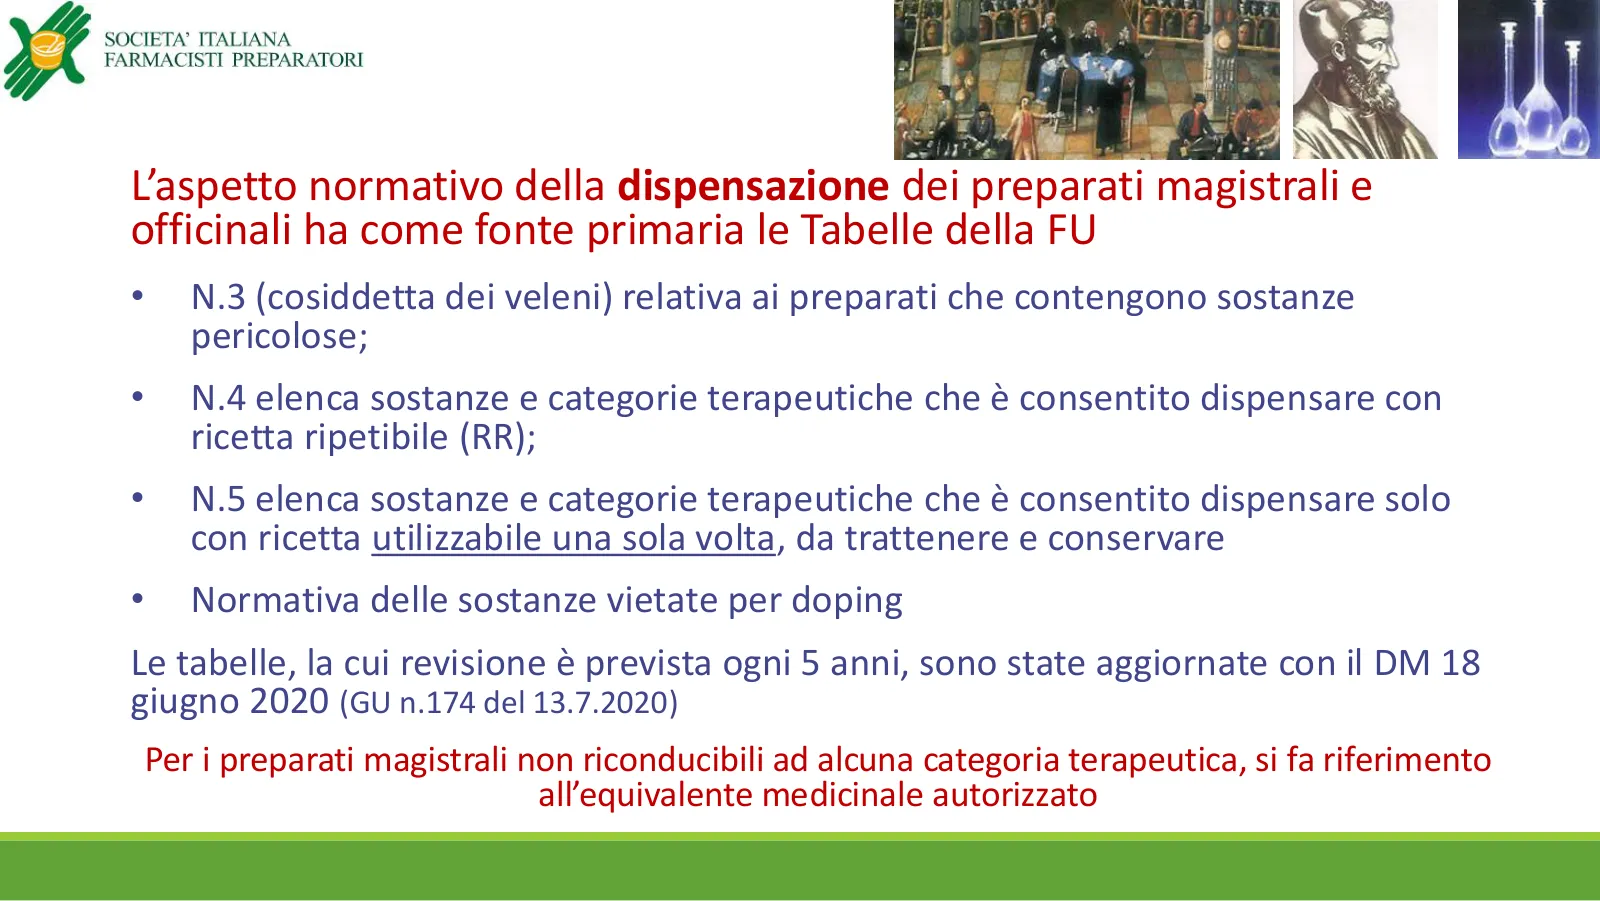 SOCIETA’ ITALIANA
FARMACISTI PREPARATORI
L’aspetto normativo della dispensazione dei preparati magistrali e
officinali ha come fonte primaria le Tabelle della FU
• N.3 (cosiddetta dei veleni) relativa ai preparati che contengono sostanze
pericolose;
• N.4 elenca sostanze e categorie terapeutiche che è consentito dispensare con
ricetta ripetibile (RR);
• N.5 elenca sostanze e categorie terapeutiche che è consentito dispensare solo
con ricetta utilizzabile una sola volta, da trattenere e conservare
• Normativa delle sostanze vietate per doping
Le tabelle, la cui revisione è prevista ogni 5 anni, sono state aggiornate con il DM 18
giugno 2020 (GU n.174 del 13.7.2020)
Per i preparati magistrali non riconducibili ad alcuna categoria terapeutica, si fa riferimento
all’equivalente medicinale autorizzato